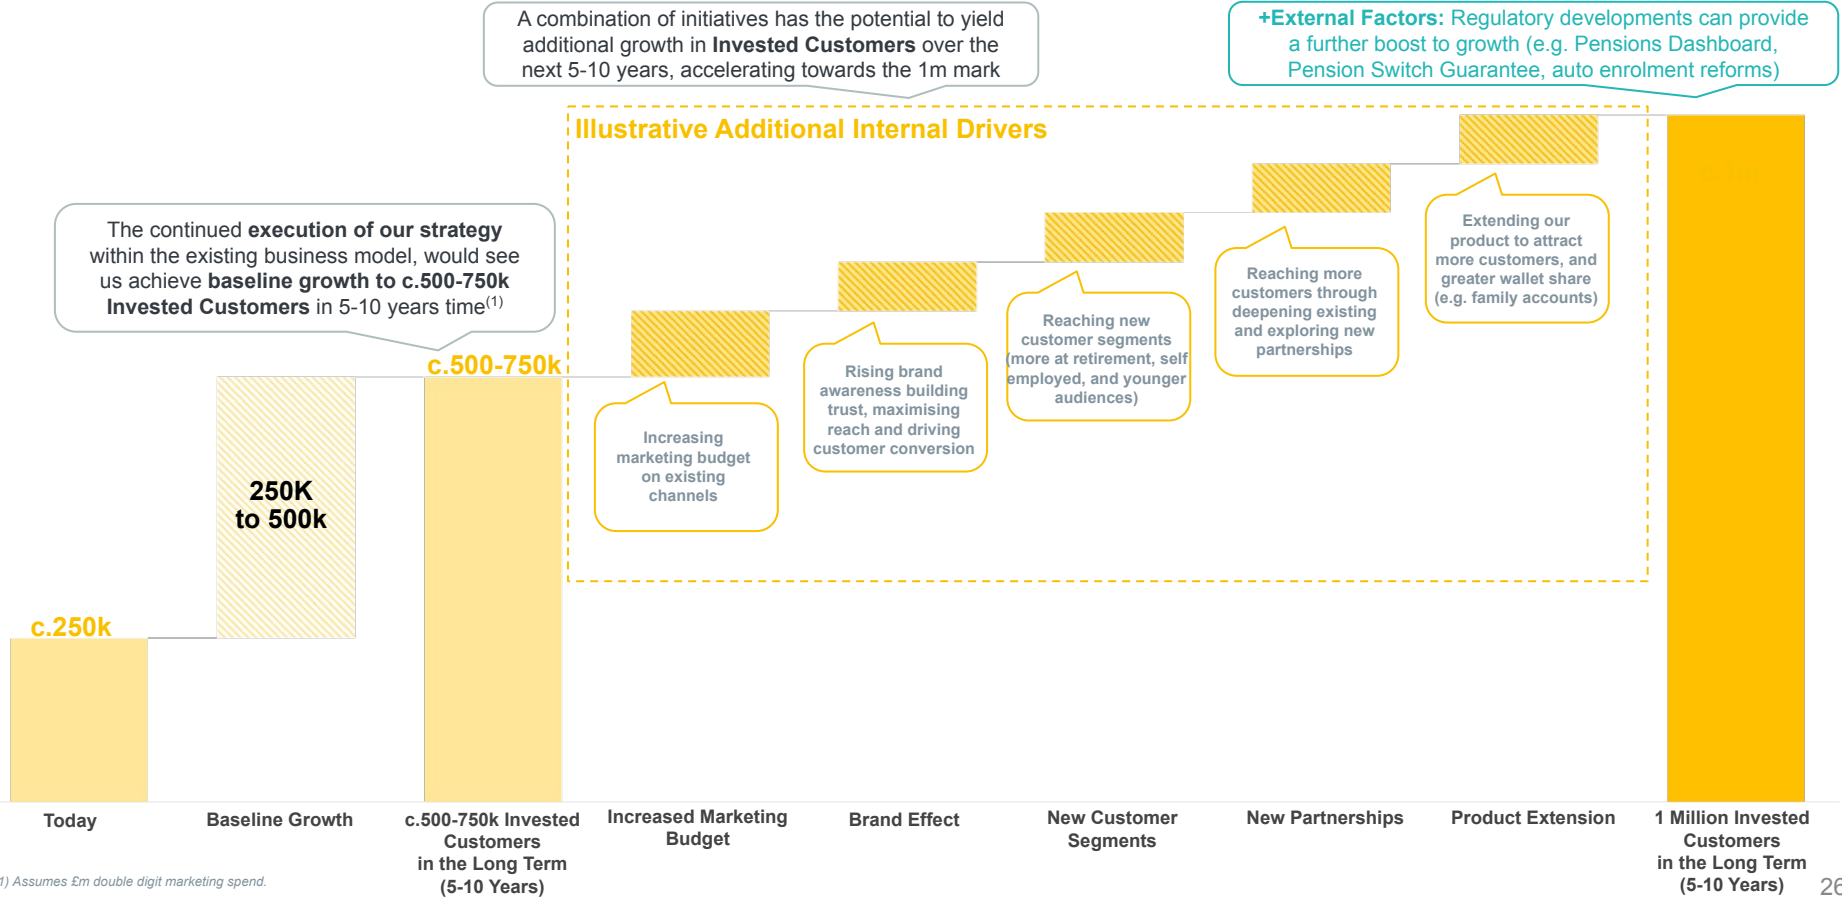 A combination of initiatives has the potential to yield
additional growth in Invested Customers over the
next 5-10 years, accelerating towards the 1m mark
+External Factors: Regulatory developments can provide
a further boost to growth (e.g. Pensions Dashboard,
Pension Switch Guarantee, auto enrolment reforms)
Illustrative Additional Internal Drivers
The continued execution of our strategy
within the existing business model, would see
us achieve baseline growth to c.500-750k
Invested Customers in 5-10 years time(1)
c.250k
250K
to 500k
c.500-750k
Increasing
marketing budget
on existing
channels
Rising brand
awareness building
trust, maximising
reach and driving
customer conversion
Reaching new
customer segments
(more at retirement, self
employed, and younger
audiences)
Reaching more
customers through
deepening existing
and exploring new
partnerships
Extending our
product to attract
more customers, and
greater wallet share
(e.g. family accounts)
Today
Baseline Growth
c.500-750k Invested
Customers
in the Long Term
(5-10 Years)
Increased Marketing
Budget
Brand Effect
New Customer
Segments
New Partnerships
Product Extension
1 Million Invested
Customers
in the Long Term
(5-10 Years)
1) Assumes £m double digit marketing spend.
26